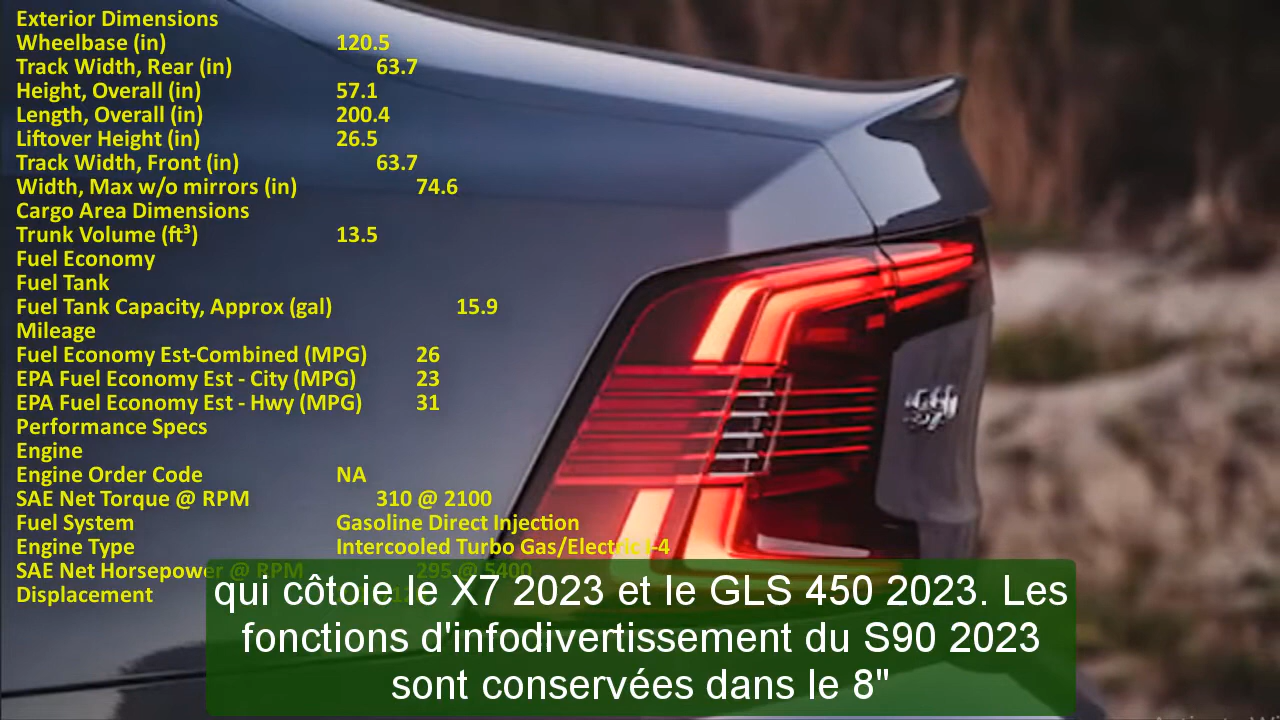 Exterior Dimensions
Wheelbase (in) 120.5
Track Width, Rear (in) 63.7
Height, Overall (in) 57.1
Length, Overall (in) 200.4
Liftover Height (in) 26.5
Track Width, Front (in) 63.7
Width, Max w/o mirrors (in) 74.6
Cargo Area Dimensions
Trunk Volume (ft³) 13.5
Fuel Economy
Fuel Tank
Fuel Tank Capacity, Approx (gal) 15.9
Mileage
Fuel Economy Est-Combined (MPG) 26
EPA Fuel Economy Est - City (MPG) 23
EPA Fuel Economy Est - Hwy (MPG) 31
Performance Specs
Engine
Engine Order Code NA
SAE Net Torque @ RPM 310 @ 2100
Fuel System Gasoline Direct Injection
Engine Type Intercooled Turbo Gas/Electric I-4
SAE Net Horsepower @ RPM 295 @ 5400
Displacement
qui côtoie le X7 2023 et le GLS 450 2023. Les
fonctions d'infodivertissement du S90 2023
sont conservées dans le 8"